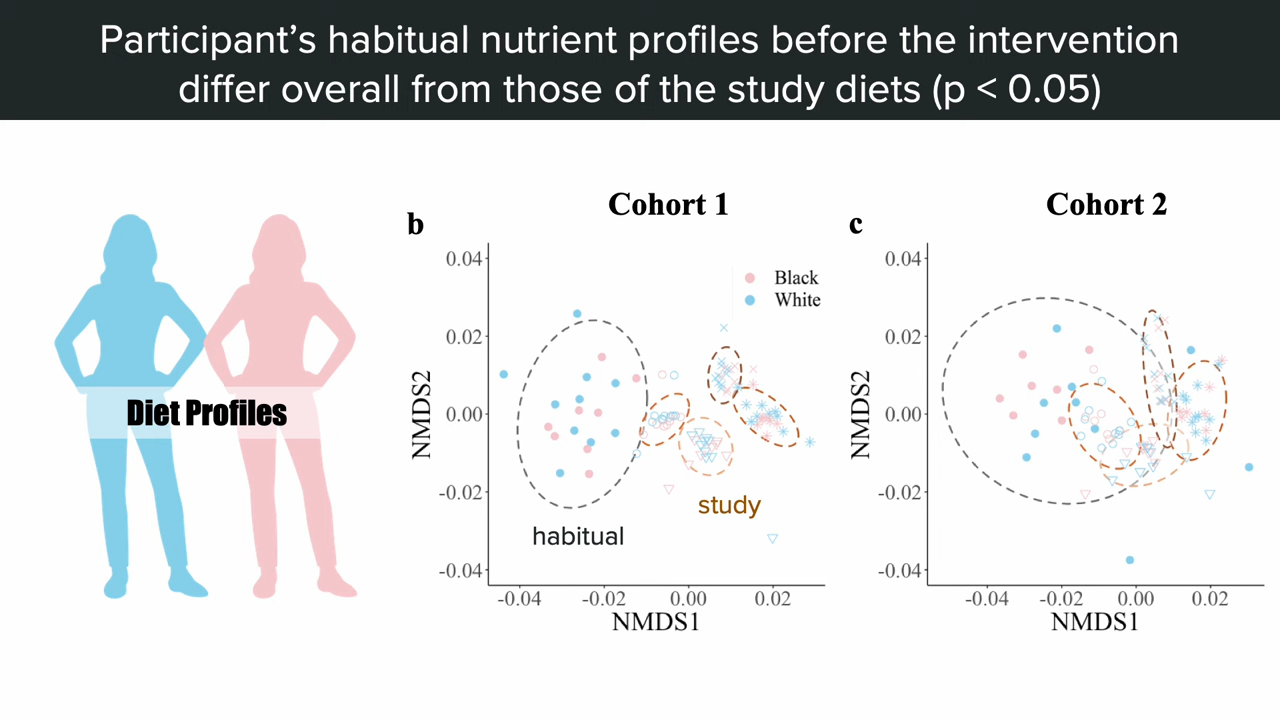 Participant’s habitual nutrient profiles before the intervention
differ overall from those of the study diets (p < 0.05)
Diet Profiles
b
Cohort 1
Black
White
0.04
0.02
0.00
-0.02
-0.04
NMDS2
habitual
study
-0.04 -0.02 0.00 0.02
NMDS1
c
Cohort 2
0.04
0.02
0.00
-0.02
-0.04
NMDS2
-0.04 -0.02 0.00 0.02
NMDS1